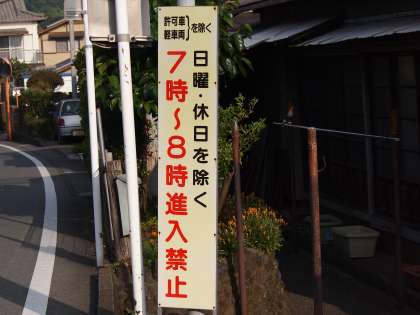 許可車
軽車両}を除く
日曜・休日を除く
7時〜8時進入禁止